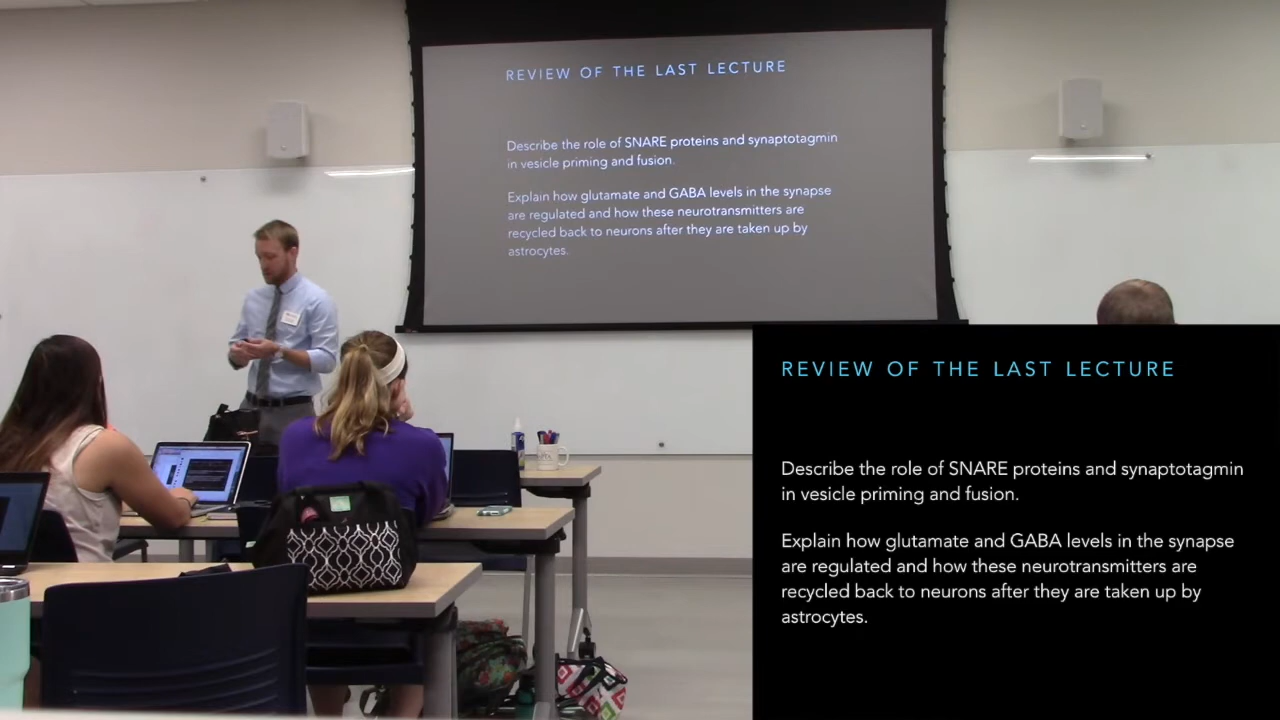 REVIEW OF THE LAST LECTURE
Describe the role of SNARE proteins and synaptotagmin
in vesicle priming and fusion.
Explain how glutamate and GABA levels in the synapse
are regulated and how these neurotransmitters are
recycled back to neurons after they are taken up by
astrocytes.
REVIEW OF THE LAST LECTURE
Describe the role of SNARE proteins and synaptotagmin
in vesicle priming and fusion.
Explain how glutamate and GABA levels in the synapse
are regulated and how these neurotransmitters are
recycled back to neurons after they are taken up by
astrocytes.